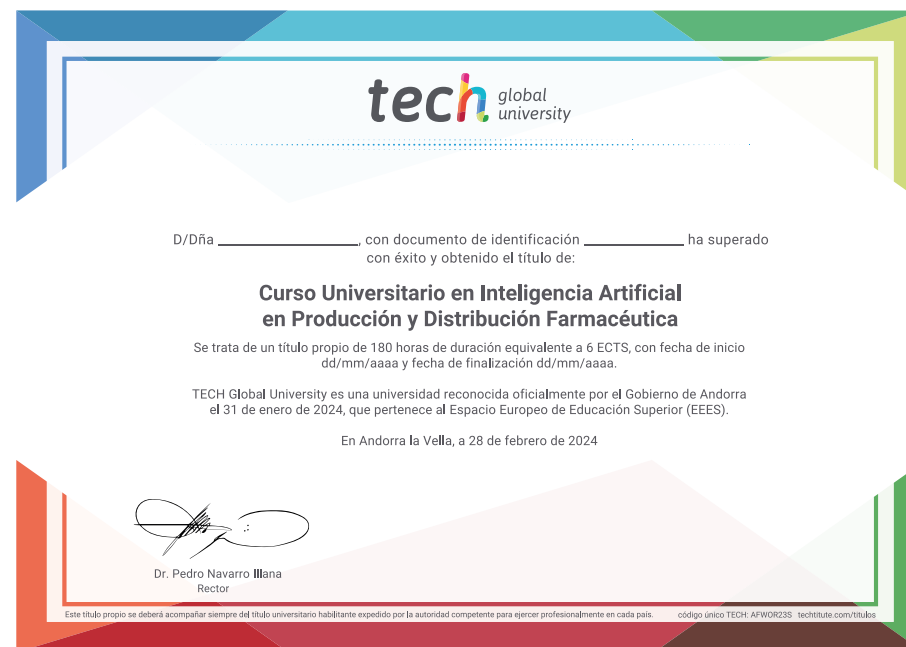 tech global university
D/Dña ____________________, con documento de identificación ______________ ha superado
con éxito y obtenido el título de:
Curso Universitario en Inteligencia Artificial
en Producción y Distribución Farmacéutica
Se trata de un título propio de 180 horas de duración equivalente a 6 ECTS, con fecha de inicio
dd/mm/aaaa y fecha de finalización dd/mm/aaaa.
TECH Global University es una universidad reconocida oficialmente por el Gobierno de Andorra
el 31 de enero de 2024, que pertenece al Espacio Europeo de Educación Superior (EEES).
En Andorra la Vella, a 28 de febrero de 2024
Dr. Pedro Navarro Illana
Rector
Este título propio se deberá acompañar siempre del título universitario habilitante expedido por la autoridad competente para ejercer profesionalmente en cada país. código único TECH: AFWOR23S techtitute.com/titulos